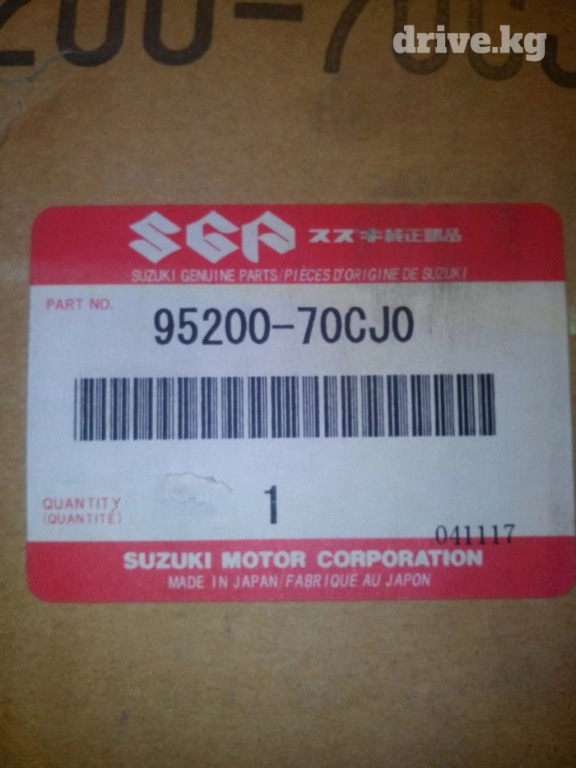 drive.kg
200-70CJ
SGP スズキ純正部品
SUZUKI GENUINE PARTS/PIÈCES D'ORIGINE DE SUZUKI
PART NO.
95200-70CJ0
QUANTITY
(QUANTITÉ)
1
041117
SUZUKI MOTOR CORPORATION
MADE IN JAPAN/FABRIQUE AU JAPON